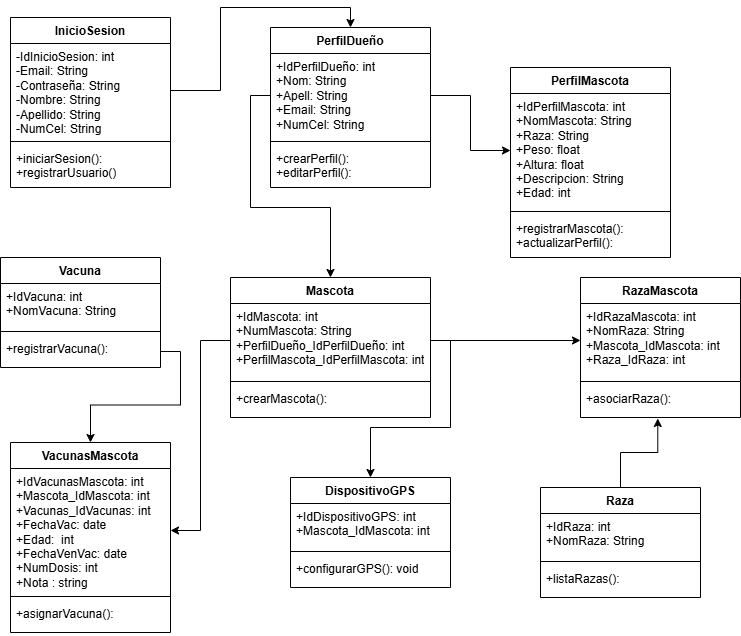 InicioSesion
-IdInicioSesion: int
-Email: String
-Contraseña: String
-Nombre: String
-Apellido: String
-NumCel: String
+iniciarSesion():
+registrarUsuario()
PerfilDueño
+IdPerfilDueño: int
+Nom: String
+Apell: String
+Email: String
+NumCel: String
+crearPerfil():
+editarPerfil():
PerfilMascota
+IdPerfilMascota: int
+NomMascota: String
+Raza: String
+Peso: float
+Altura: float
+Descripcion: String
+Edad: int
+registrarMascota():
+actualizarPerfil():
Vacuna
+IdVacuna: int
+NomVacuna: String
+registrarVacuna():
Mascota
+IdMascota: int
+NumMascota: String
+PerfilDueño_IdPerfilDueño: int
+PerfilMascota_IdPerfilMascota: int
+crearMascota():
RazaMascota
+IdRazaMascota: int
+NomRaza: String
+Mascota_IdMascota: int
+Raza_IdRaza: int
+asociarRaza():
VacunasMascota
+IdVacunasMascota: int
+Mascota_IdMascota: int
+Vacunas_IdVacunas: int
+FechaVac: date
+Edad:  int
+FechaVenVac: date
+NumDosis: int
+Nota : string
+asignarVacuna():
DispositivoGPS
+IdDispositivoGPS: int
+Mascota_IdMascota: int
+configurarGPS(): void
Raza
+IdRaza: int
+NomRaza: String
+listaRazas():